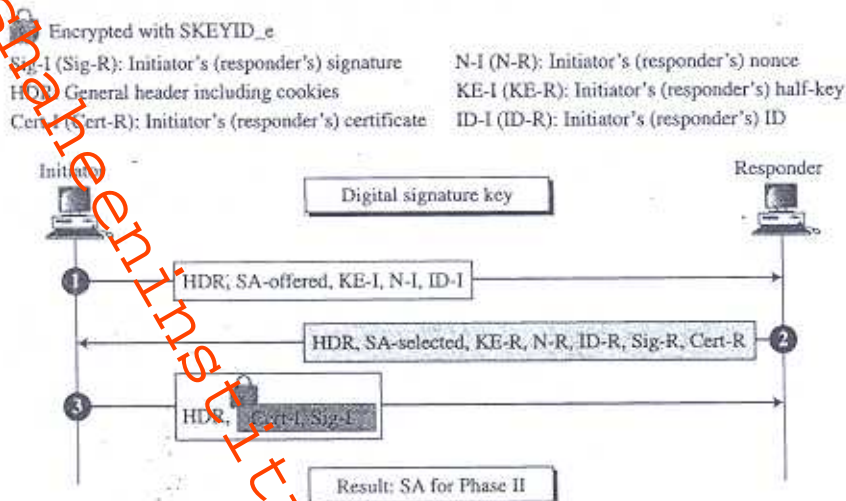 Encrypted with SKEYID_e
Sig-I (Sig-R): Initiator's (responder's) signature
N-I (N-R): Initiator's (responder's) nonce
HDR: General header including cookies
KE-I (KE-R): Initiator's (responder's) half-key
Cert-I (Cert-R): Initiator's (responder's) certificate
ID-I (ID-R): Initiator's (responder's) ID
Initiator
Responder
Digital signature key
1
HDR, SA-offered, KE-I, N-I, ID-I
HDR, SA-selected, KE-R, N-R, ID-R, Sig-R, Cert-R
2
3
HDR, Cert-I, Sig-I
Result: SA for Phase II
haheeninstit